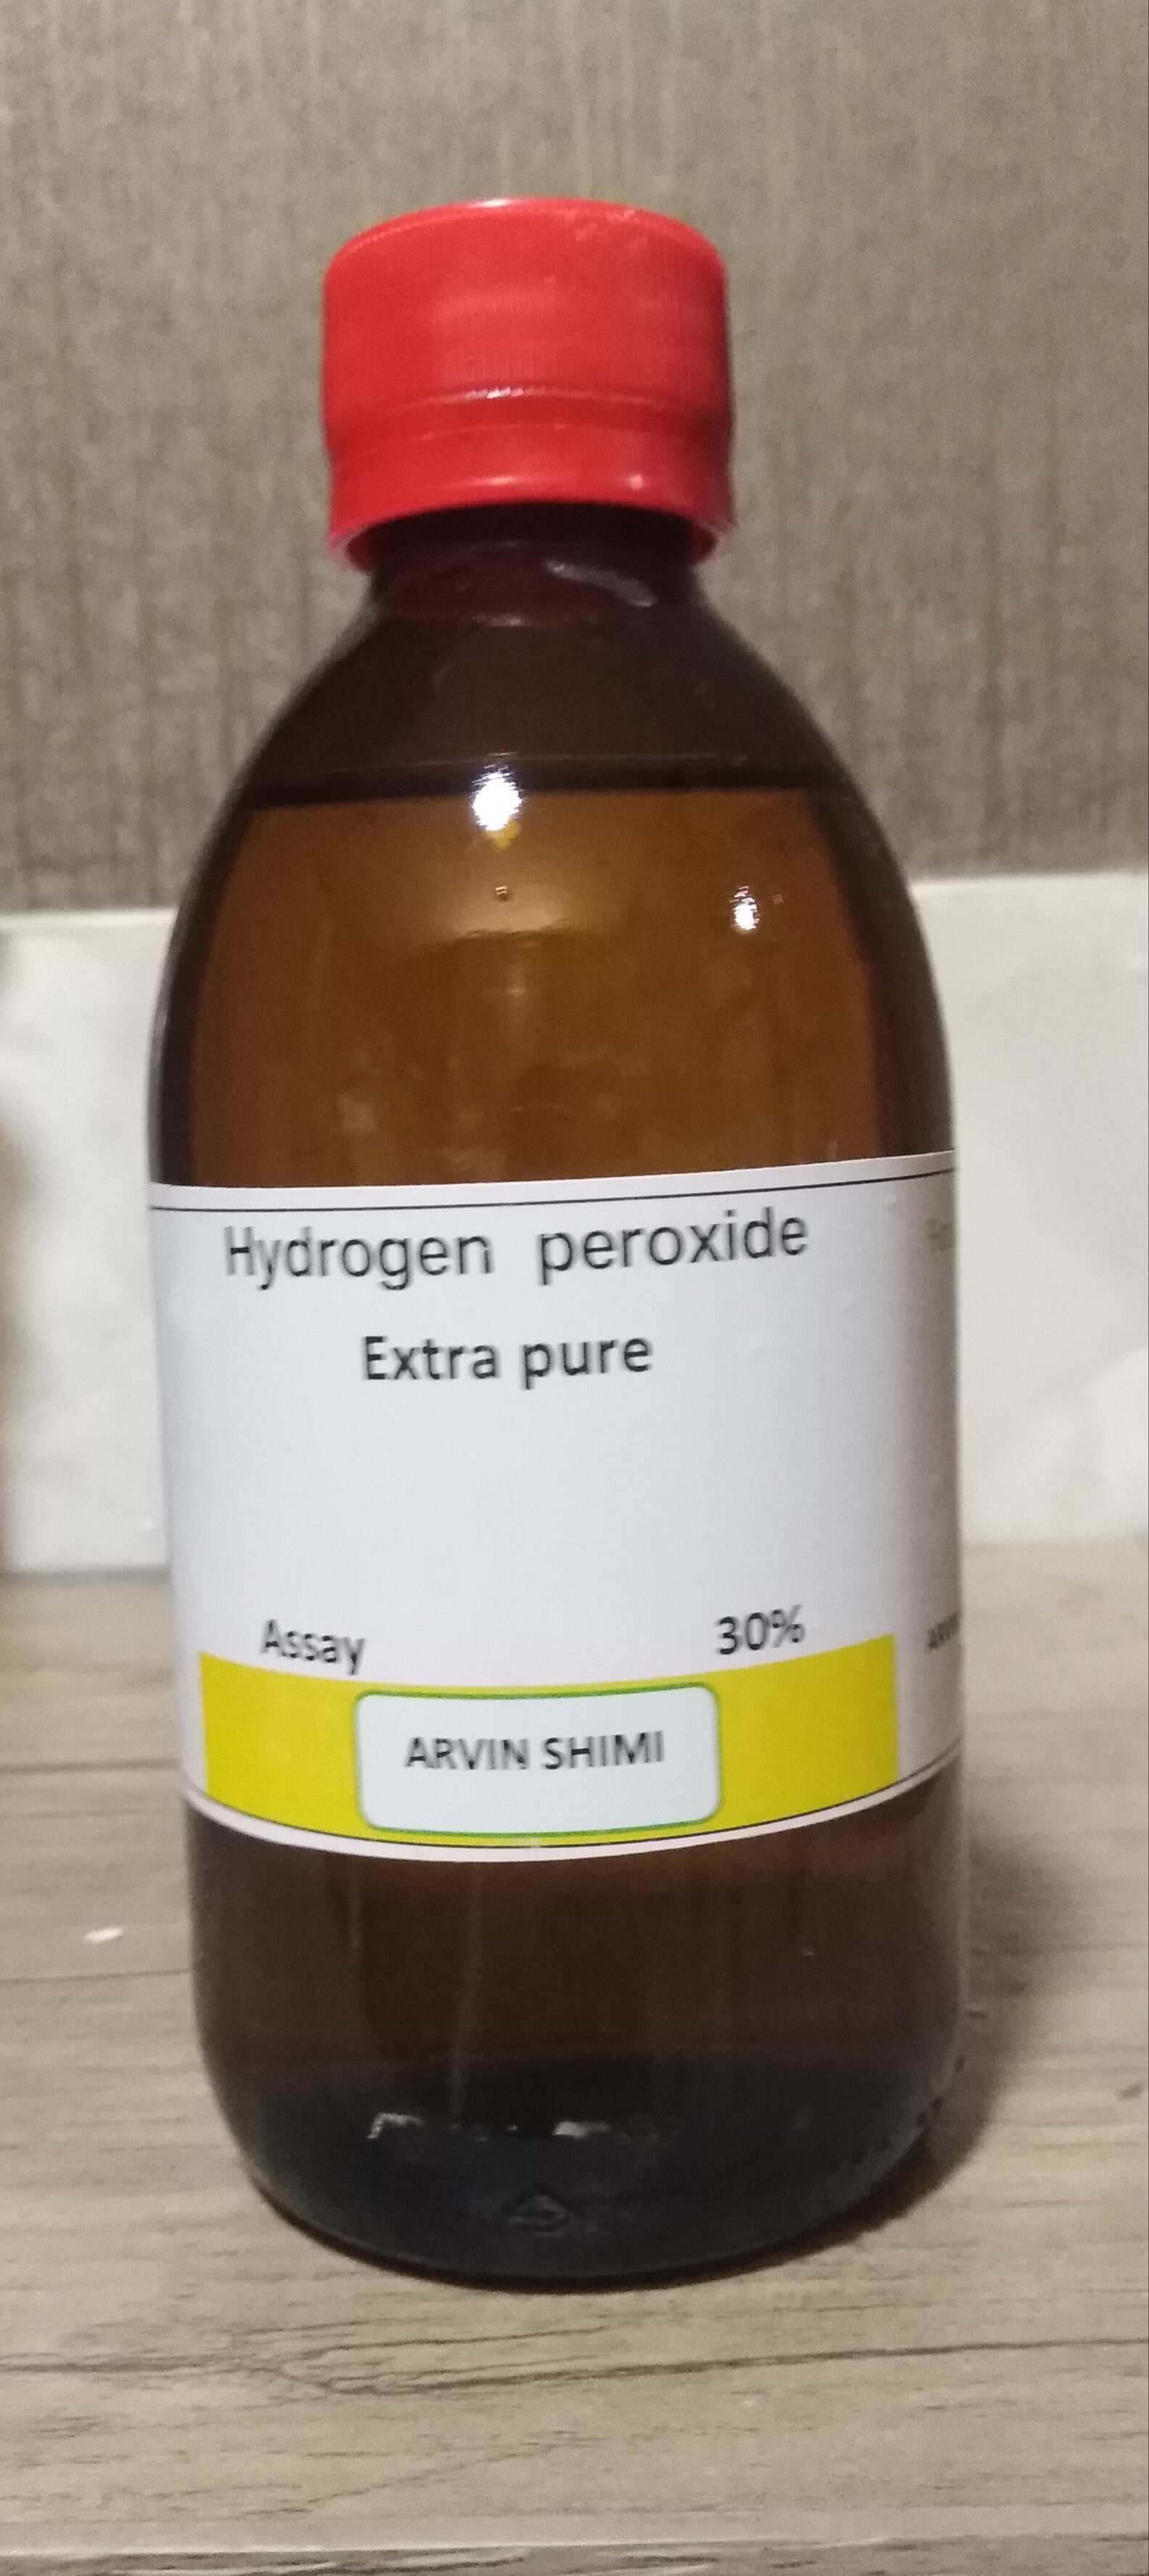 Hydrogen peroxide
Extra pure
Assay 30%
ARVIN SHIMI